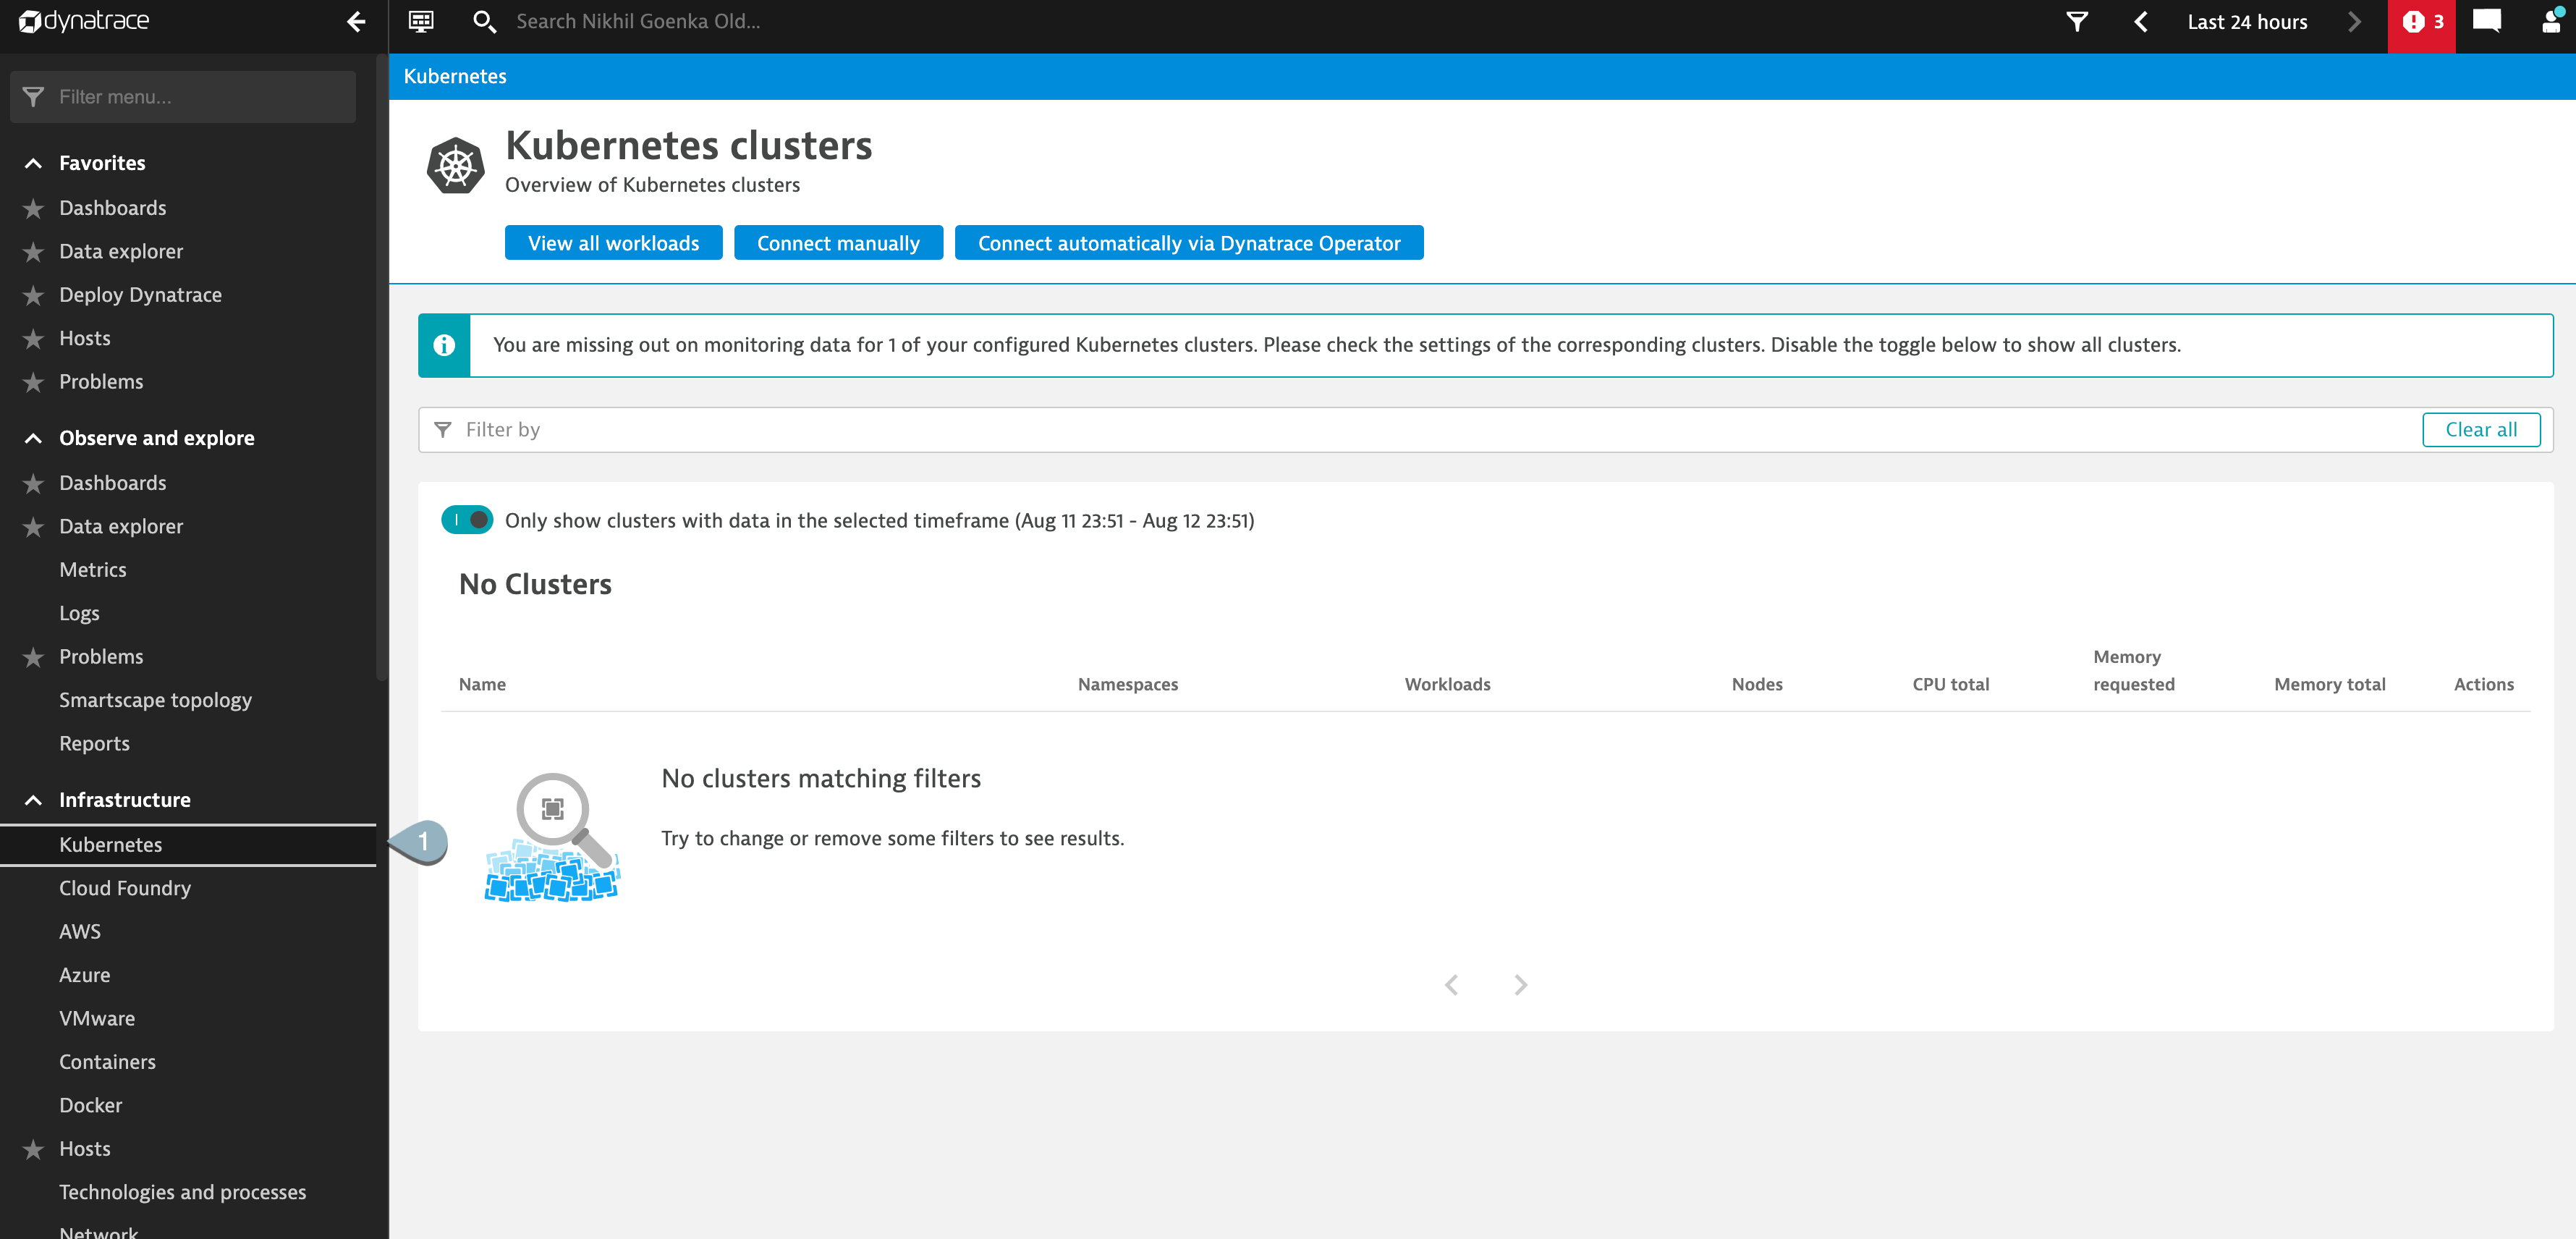 dynatrace
Search Nikhil Goenka Old...
Last 24 hours
3
Filter menu...
Favorites
Dashboards
Data explorer
Deploy Dynatrace
Hosts
Problems
Observe and explore
Dashboards
Data explorer
Metrics
Logs
Problems
Smartscape topology
Reports
Infrastructure
Kubernetes
1
Cloud Foundry
AWS
Azure
VMware
Containers
Docker
Hosts
Technologies and processes
Network
Kubernetes
Kubernetes clusters
Overview of Kubernetes clusters
View all workloads
Connect manually
Connect automatically via Dynatrace Operator
You are missing out on monitoring data for 1 of your configured Kubernetes clusters. Please check the settings of the corresponding clusters. Disable the toggle below to show all clusters.
Filter by
Clear all
Only show clusters with data in the selected timeframe (Aug 11 23:51 - Aug 12 23:51)
No Clusters
Name
Namespaces
Workloads
Nodes
CPU total
Memory
requested
Memory total
Actions
No clusters matching filters
Try to change or remove some filters to see results.